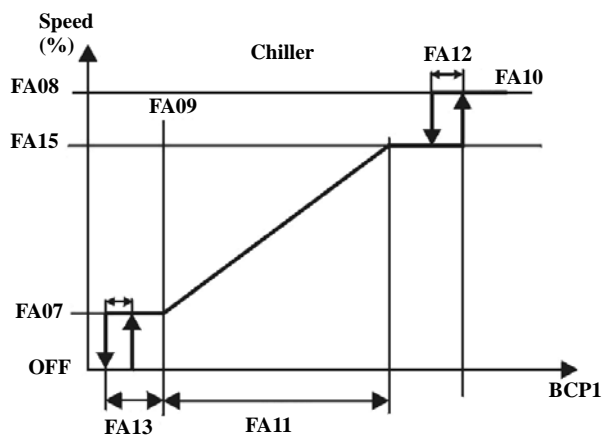 Speed
(%)
Chiller
FA12
FA08
FA09
FA10
FA15
FA07
OFF
BCP1
FA13
FA11